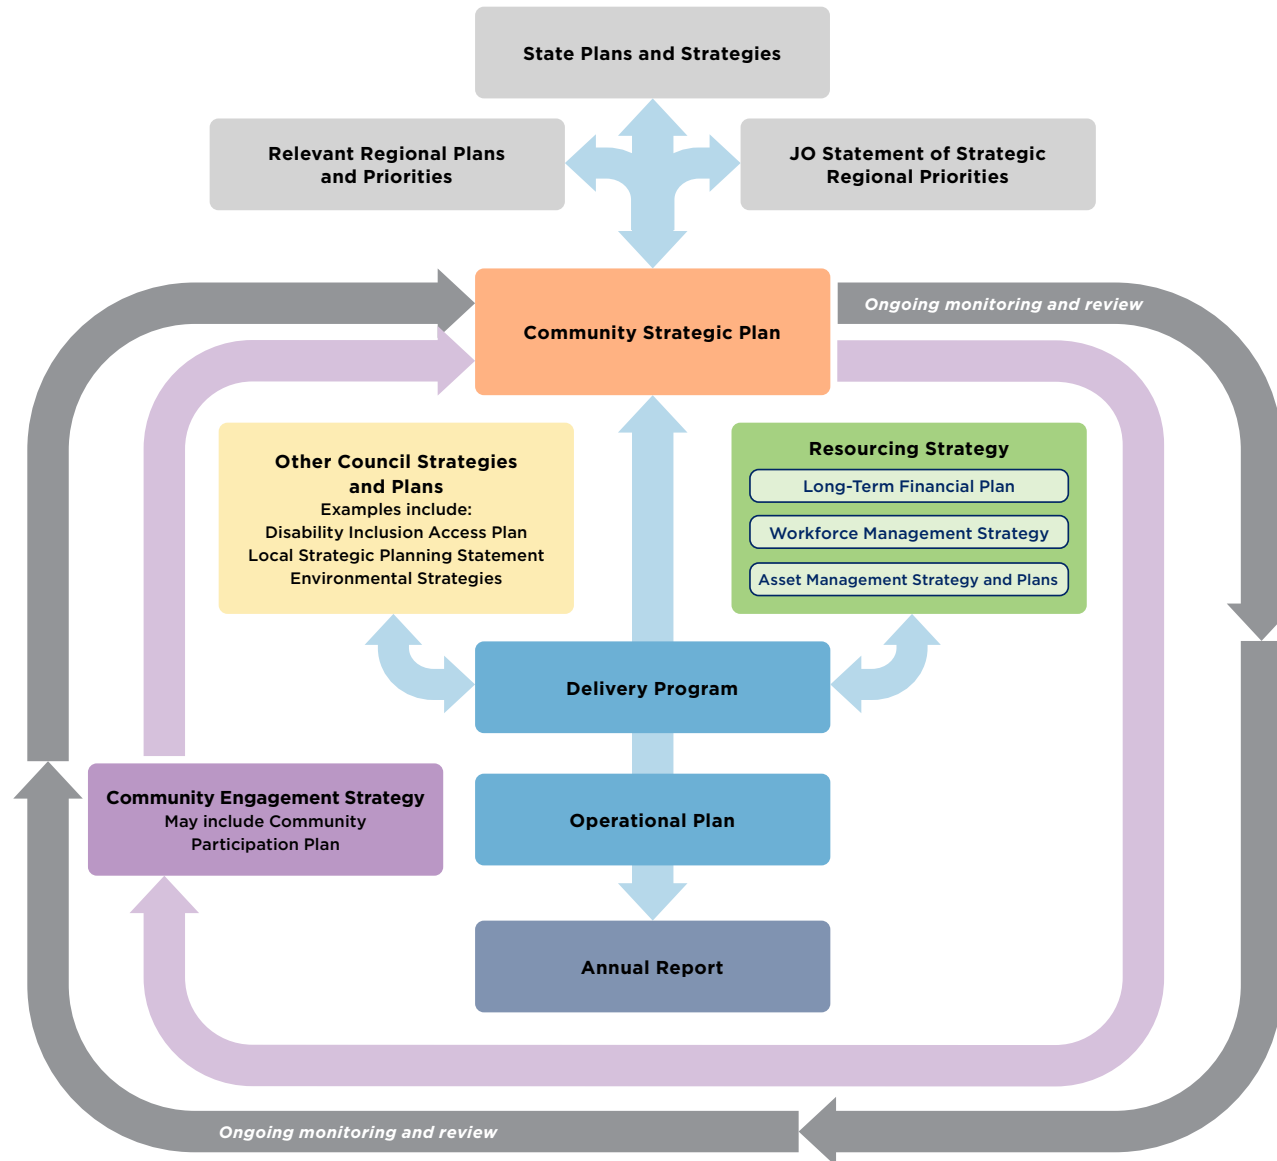 State Plans and Strategies
Relevant Regional Plans
and Priorities
JO Statement of Strategic
Regional Priorities
Community Strategic Plan
Ongoing monitoring and review
Other Council Strategies
and Plans
Examples include:
Disability Inclusion Access Plan
Local Strategic Planning Statement
Environmental Strategies
Resourcing Strategy
Long-Term Financial Plan
Workforce Management Strategy
Asset Management Strategy and Plans
Delivery Program
Community Engagement Strategy
May include Community
Participation Plan
Operational Plan
Annual Report
Ongoing monitoring and review